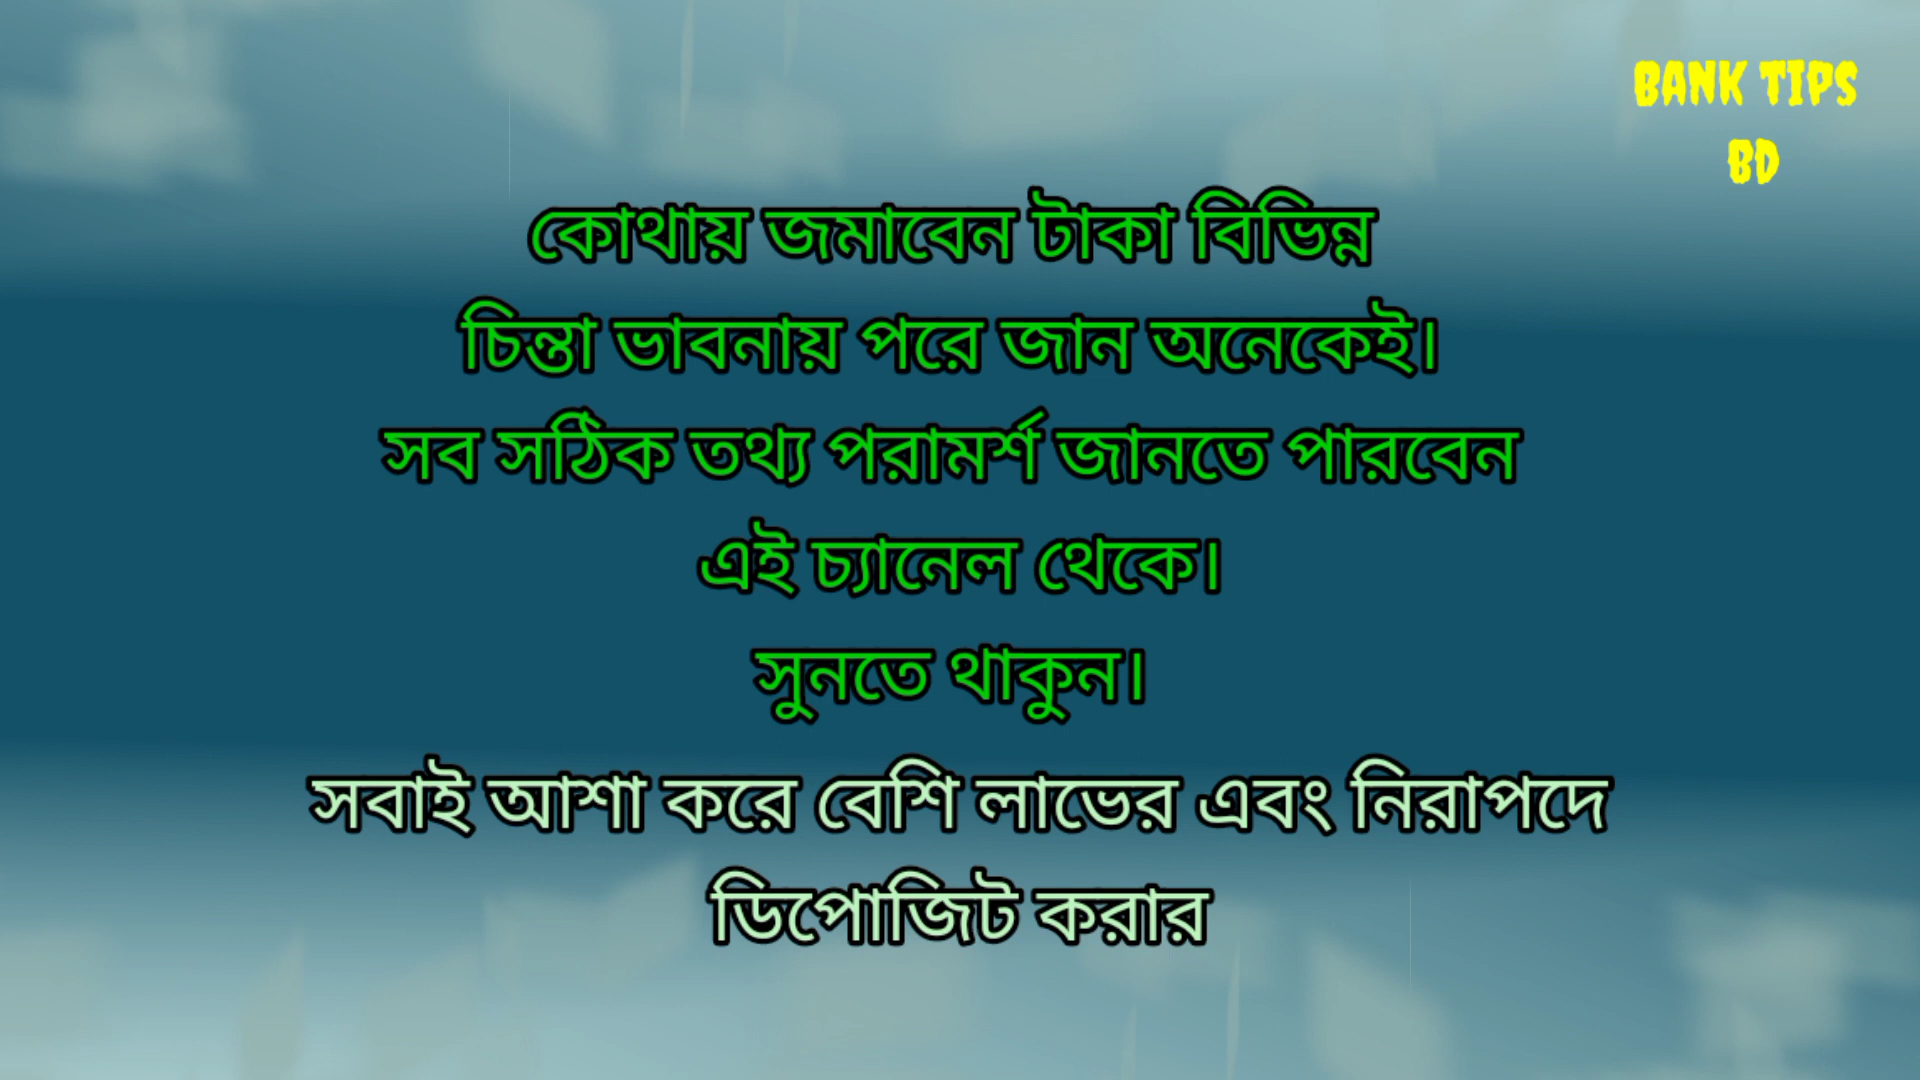 BANK TIPS
BD
কোথায় জমাবেন টাকা বিভিন্ন
চিন্তা ভাবনায় পরে জান অনেকেই।
সব সঠিক তথ্য পরামর্শ জানতে পারবেন
এই চ্যানেল থেকে।
সুনতে থাকুন।
সবাই আশা করে বেশি লাভের এবং নিরাপদে
ডিপোজিট করার